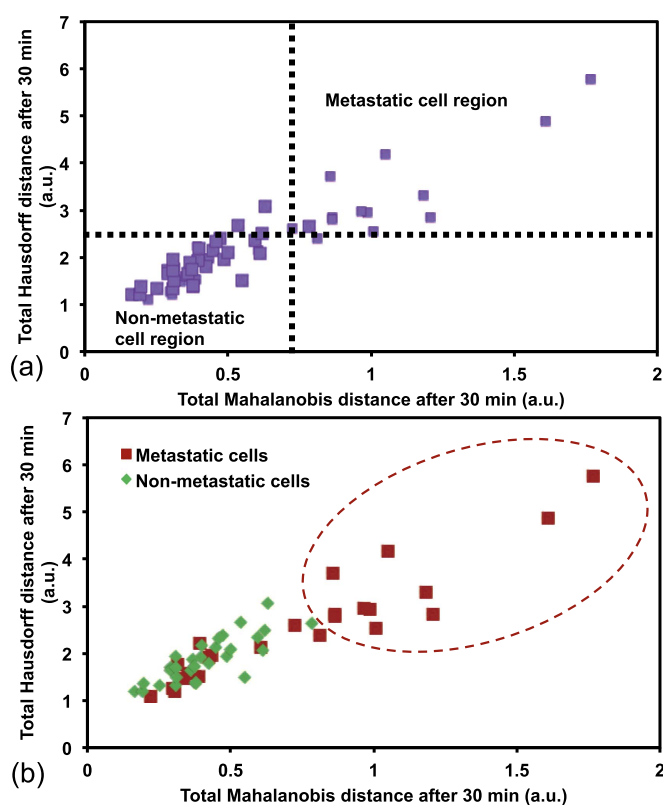 7
6
5
4
3
2
1
0
Total Hausdorff distance after 30 min
(a.u.)
Metastatic cell region
Non-metastatic
cell region
0 0.5 1 1.5 2
Total Mahalanobis distance after 30 min (a.u.)
(a)
7
6
5
4
3
2
1
0
Total Hausdorff distance after 30 min
(a.u.)
Metastatic cells
Non-metastatic cells
0 0.5 1 1.5 2
Total Mahalanobis distance after 30 min (a.u.)
(b)